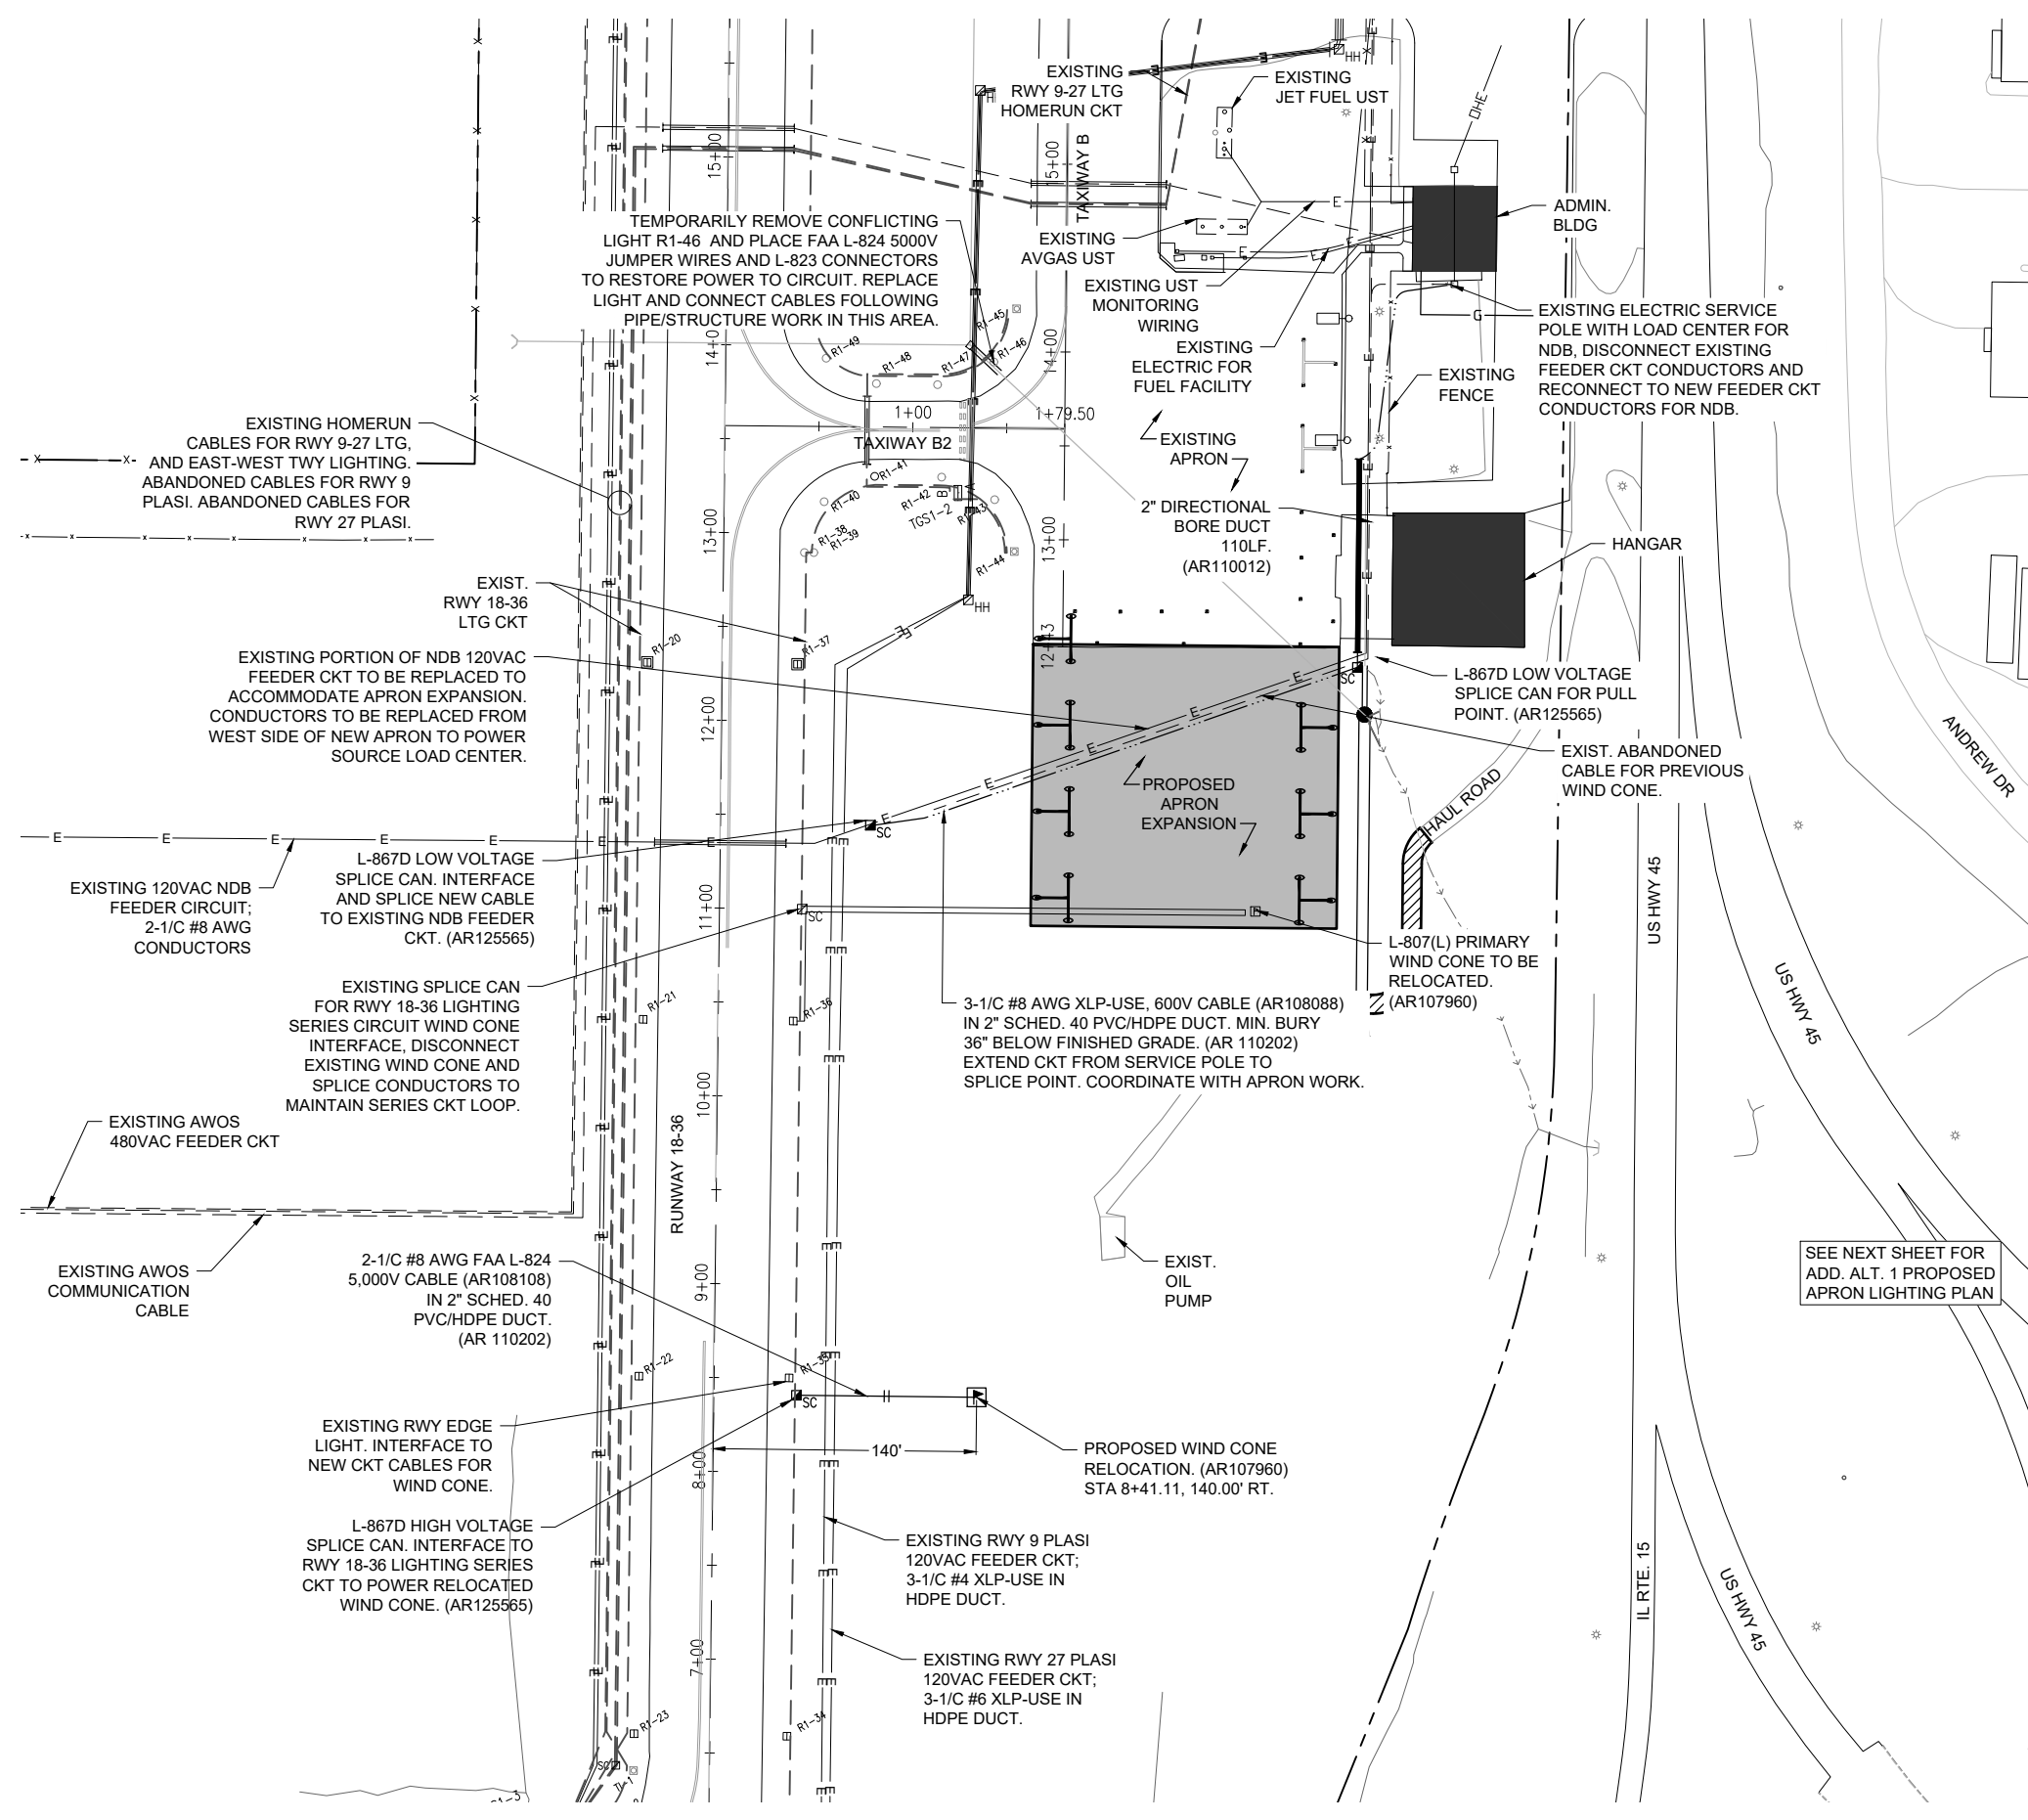 EXISTING
RWY 9-27 LTG
HOMERUN CKT
EXISTING
JET FUEL UST
HH
OHE
15+00
15+00
TAXIWAY B
ADMIN.
BLDG
TEMPORARILY REMOVE CONFLICTING
LIGHT R1-46 AND PLACE FAA L-824 5000V
JUMPER WIRES AND L-823 CONNECTORS
TO RESTORE POWER TO CIRCUIT. REPLACE
LIGHT AND CONNECT CABLES FOLLOWING
PIPE/STRUCTURE WORK IN THIS AREA.
EXISTING
AVGAS UST
EXISTING UST
MONITORING
WIRING
EXISTING
ELECTRIC FOR
FUEL FACILITY
EXISTING ELECTRIC SERVICE
POLE WITH LOAD CENTER FOR
NDB, DISCONNECT EXISTING
FEEDER CKT CONDUCTORS AND
RECONNECT TO NEW FEEDER CKT
CONDUCTORS FOR NDB.
G
EXISTING
FENCE
R1-45
R1-46
R1-47
R1-48
R1-49
14+00
1+00
1+79.50
TAXIWAY B2
EXISTING
APRON
EXISTING HOMERUN
CABLES FOR RWY 9-27 LTG,
AND EAST-WEST TWY LIGHTING.
ABANDONED CABLES FOR RWY 9
PLASI. ABANDONED CABLES FOR
RWY 27 PLASI.
R1-41
R1-40
R1-42
TGS1-2
R1-38
R1-39
R1-44
13+00
13+00
2" DIRECTIONAL
BORE DUCT
110LF.
(AR110012)
HANGAR
EXIST.
RWY 18-36
LTG CKT
HH
R1-20
R1-37
EXISTING PORTION OF NDB 120VAC
FEEDER CKT TO BE REPLACED TO
ACCOMMODATE APRON EXPANSION.
CONDUCTORS TO BE REPLACED FROM
WEST SIDE OF NEW APRON TO POWER
SOURCE LOAD CENTER.
12+00
SC
L-867D LOW VOLTAGE
SPLICE CAN FOR PULL
POINT. (AR125565)
EXIST. ABANDONED
CABLE FOR PREVIOUS
WIND CONE.
ANDREW DR
HAUL ROAD
PROPOSED
APRON
EXPANSION
SC
L-867D LOW VOLTAGE
SPLICE CAN. INTERFACE
AND SPLICE NEW CABLE
TO EXISTING NDB FEEDER
CKT. (AR125565)
EXISTING 120VAC NDB
FEEDER CIRCUIT;
2-1/C #8 AWG
CONDUCTORS
11+00
SC
US HWY 45
L-807(L) PRIMARY
WIND CONE TO BE
RELOCATED.
(AR107960)
US HWY 45
EXISTING SPLICE CAN
FOR RWY 18-36 LIGHTING
SERIES CIRCUIT WIND CONE
INTERFACE, DISCONNECT
EXISTING WIND CONE AND
SPLICE CONDUCTORS TO
MAINTAIN SERIES CKT LOOP.
R1-21
R1-36
3-1/C #8 AWG XLP-USE, 600V CABLE (AR108088)
IN 2" SCHED. 40 PVC/HDPE DUCT. MIN. BURY
36" BELOW FINISHED GRADE. (AR 110202)
EXTEND CKT FROM SERVICE POLE TO
SPLICE POINT. COORDINATE WITH APRON WORK.
10+00
EXISTING AWOS
480VAC FEEDER CKT
RUNWAY 18-36
EXISTING AWOS
COMMUNICATION
CABLE
2-1/C #8 AWG FAA L-824
5,000V CABLE (AR108108)
IN 2" SCHED. 40
PVC/HDPE DUCT.
(AR 110202)
9+00
EXIST.
OIL
PUMP
SEE NEXT SHEET FOR
ADD. ALT. 1 PROPOSED
APRON LIGHTING PLAN
R1-22
R1-35
SC
EXISTING RWY EDGE
LIGHT. INTERFACE TO
NEW CKT CABLES FOR
WIND CONE.
140'
8+00
PROPOSED WIND CONE
RELOCATION. (AR107960)
STA 8+41.11, 140.00' RT.
L-867D HIGH VOLTAGE
SPLICE CAN. INTERFACE TO
RWY 18-36 LIGHTING SERIES
CKT TO POWER RELOCATED
WIND CONE. (AR125565)
EXISTING RWY 9 PLASI
120VAC FEEDER CKT;
3-1/C #4 XLP-USE IN
HDPE DUCT.
IL RTE. 15
US HWY 45
7+00
EXISTING RWY 27 PLASI
120VAC FEEDER CKT;
3-1/C #6 XLP-USE IN
HDPE DUCT.
R1-23
R1-34
SC